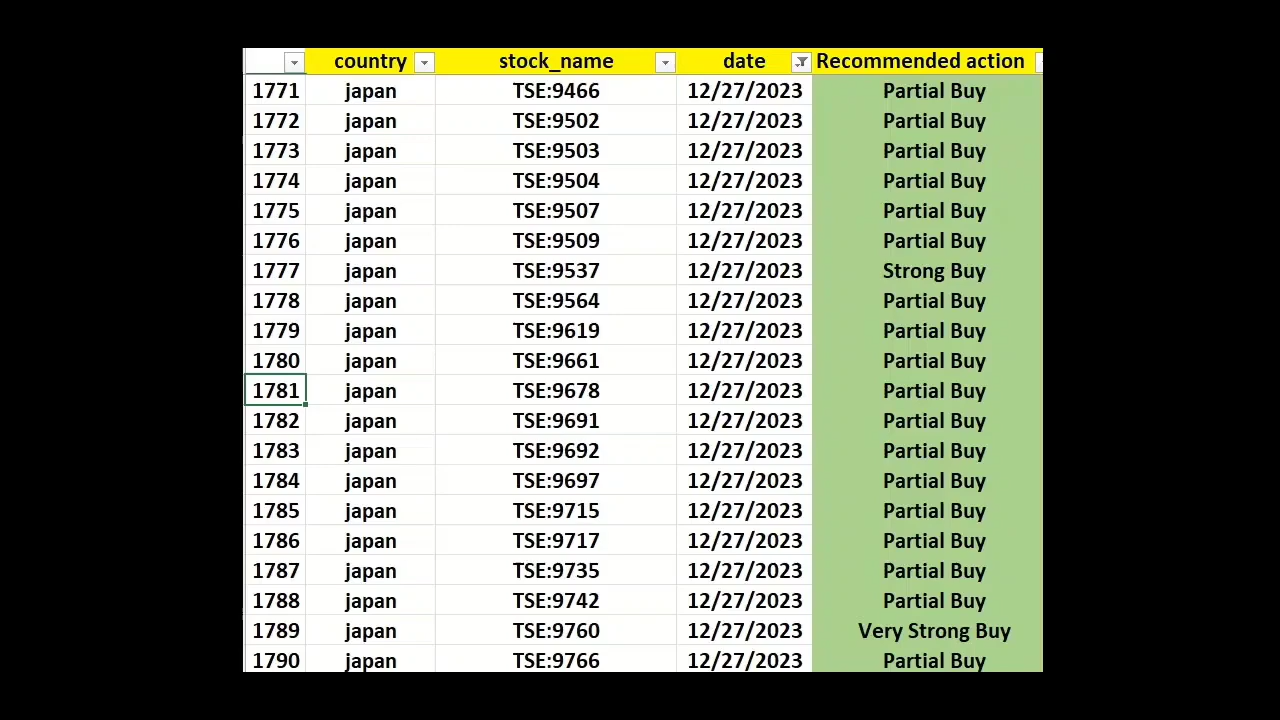 country stock_name date Recommended action
1771 japan TSE:9466 12/27/2023 Partial Buy
1772 japan TSE:9502 12/27/2023 Partial Buy
1773 japan TSE:9503 12/27/2023 Partial Buy
1774 japan TSE:9504 12/27/2023 Partial Buy
1775 japan TSE:9507 12/27/2023 Partial Buy
1776 japan TSE:9509 12/27/2023 Partial Buy
1777 japan TSE:9537 12/27/2023 Strong Buy
1778 japan TSE:9564 12/27/2023 Partial Buy
1779 japan TSE:9619 12/27/2023 Partial Buy
1780 japan TSE:9661 12/27/2023 Partial Buy
1781 japan TSE:9678 12/27/2023 Partial Buy
1782 japan TSE:9691 12/27/2023 Partial Buy
1783 japan TSE:9692 12/27/2023 Partial Buy
1784 japan TSE:9697 12/27/2023 Partial Buy
1785 japan TSE:9715 12/27/2023 Partial Buy
1786 japan TSE:9717 12/27/2023 Partial Buy
1787 japan TSE:9735 12/27/2023 Partial Buy
1788 japan TSE:9742 12/27/2023 Partial Buy
1789 japan TSE:9760 12/27/2023 Very Strong Buy
1790 japan TSE:9766 12/27/2023 Partial Buy